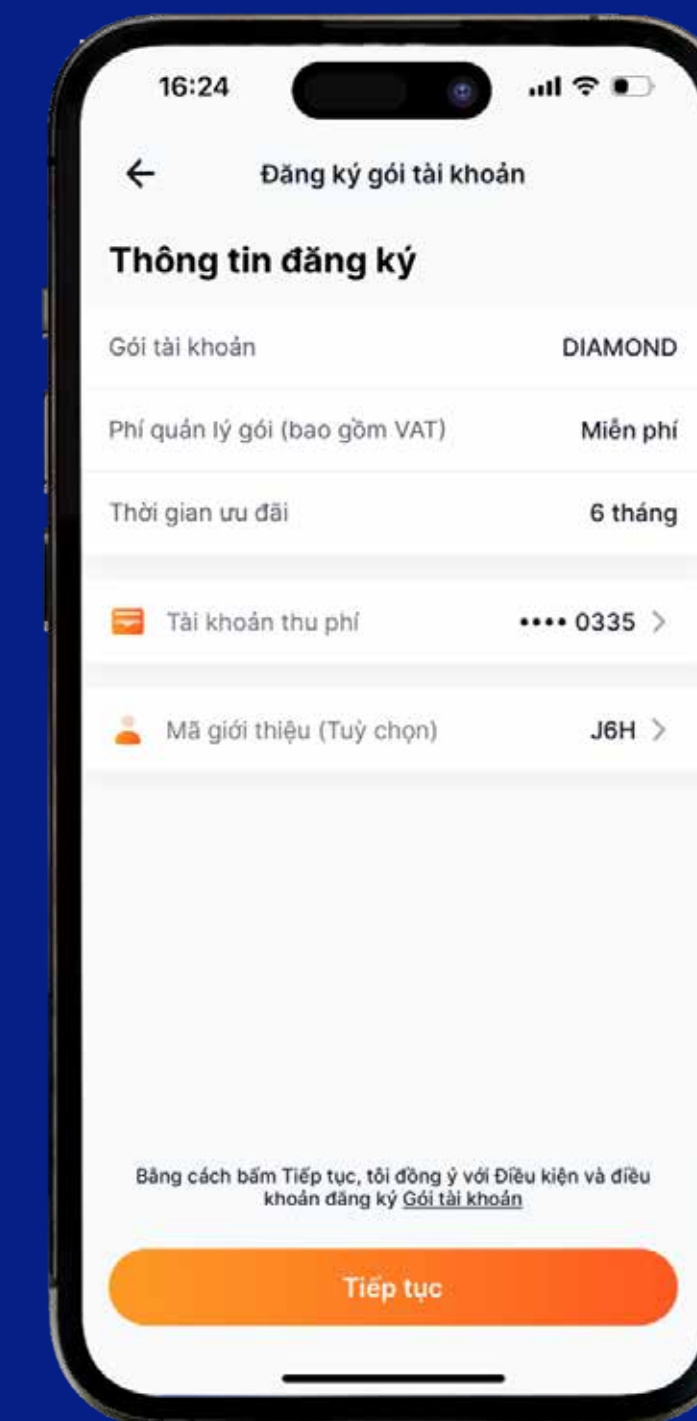 16:24
Đăng ký gói tài khoản
Thông tin đăng ký
Gói tài khoản DIAMOND
Phí quản lý gói (bao gồm VAT) Miễn phí
Thời gian ưu đãi 6 tháng
Tài khoản thu phí •••• 0335 >
Mã giới thiệu (Tuỳ chọn) J6H >
Bằng cách bấm Tiếp tục, tôi đồng ý với Điều kiện và điều
khoản đăng ký Gói tài khoản
Tiếp tục